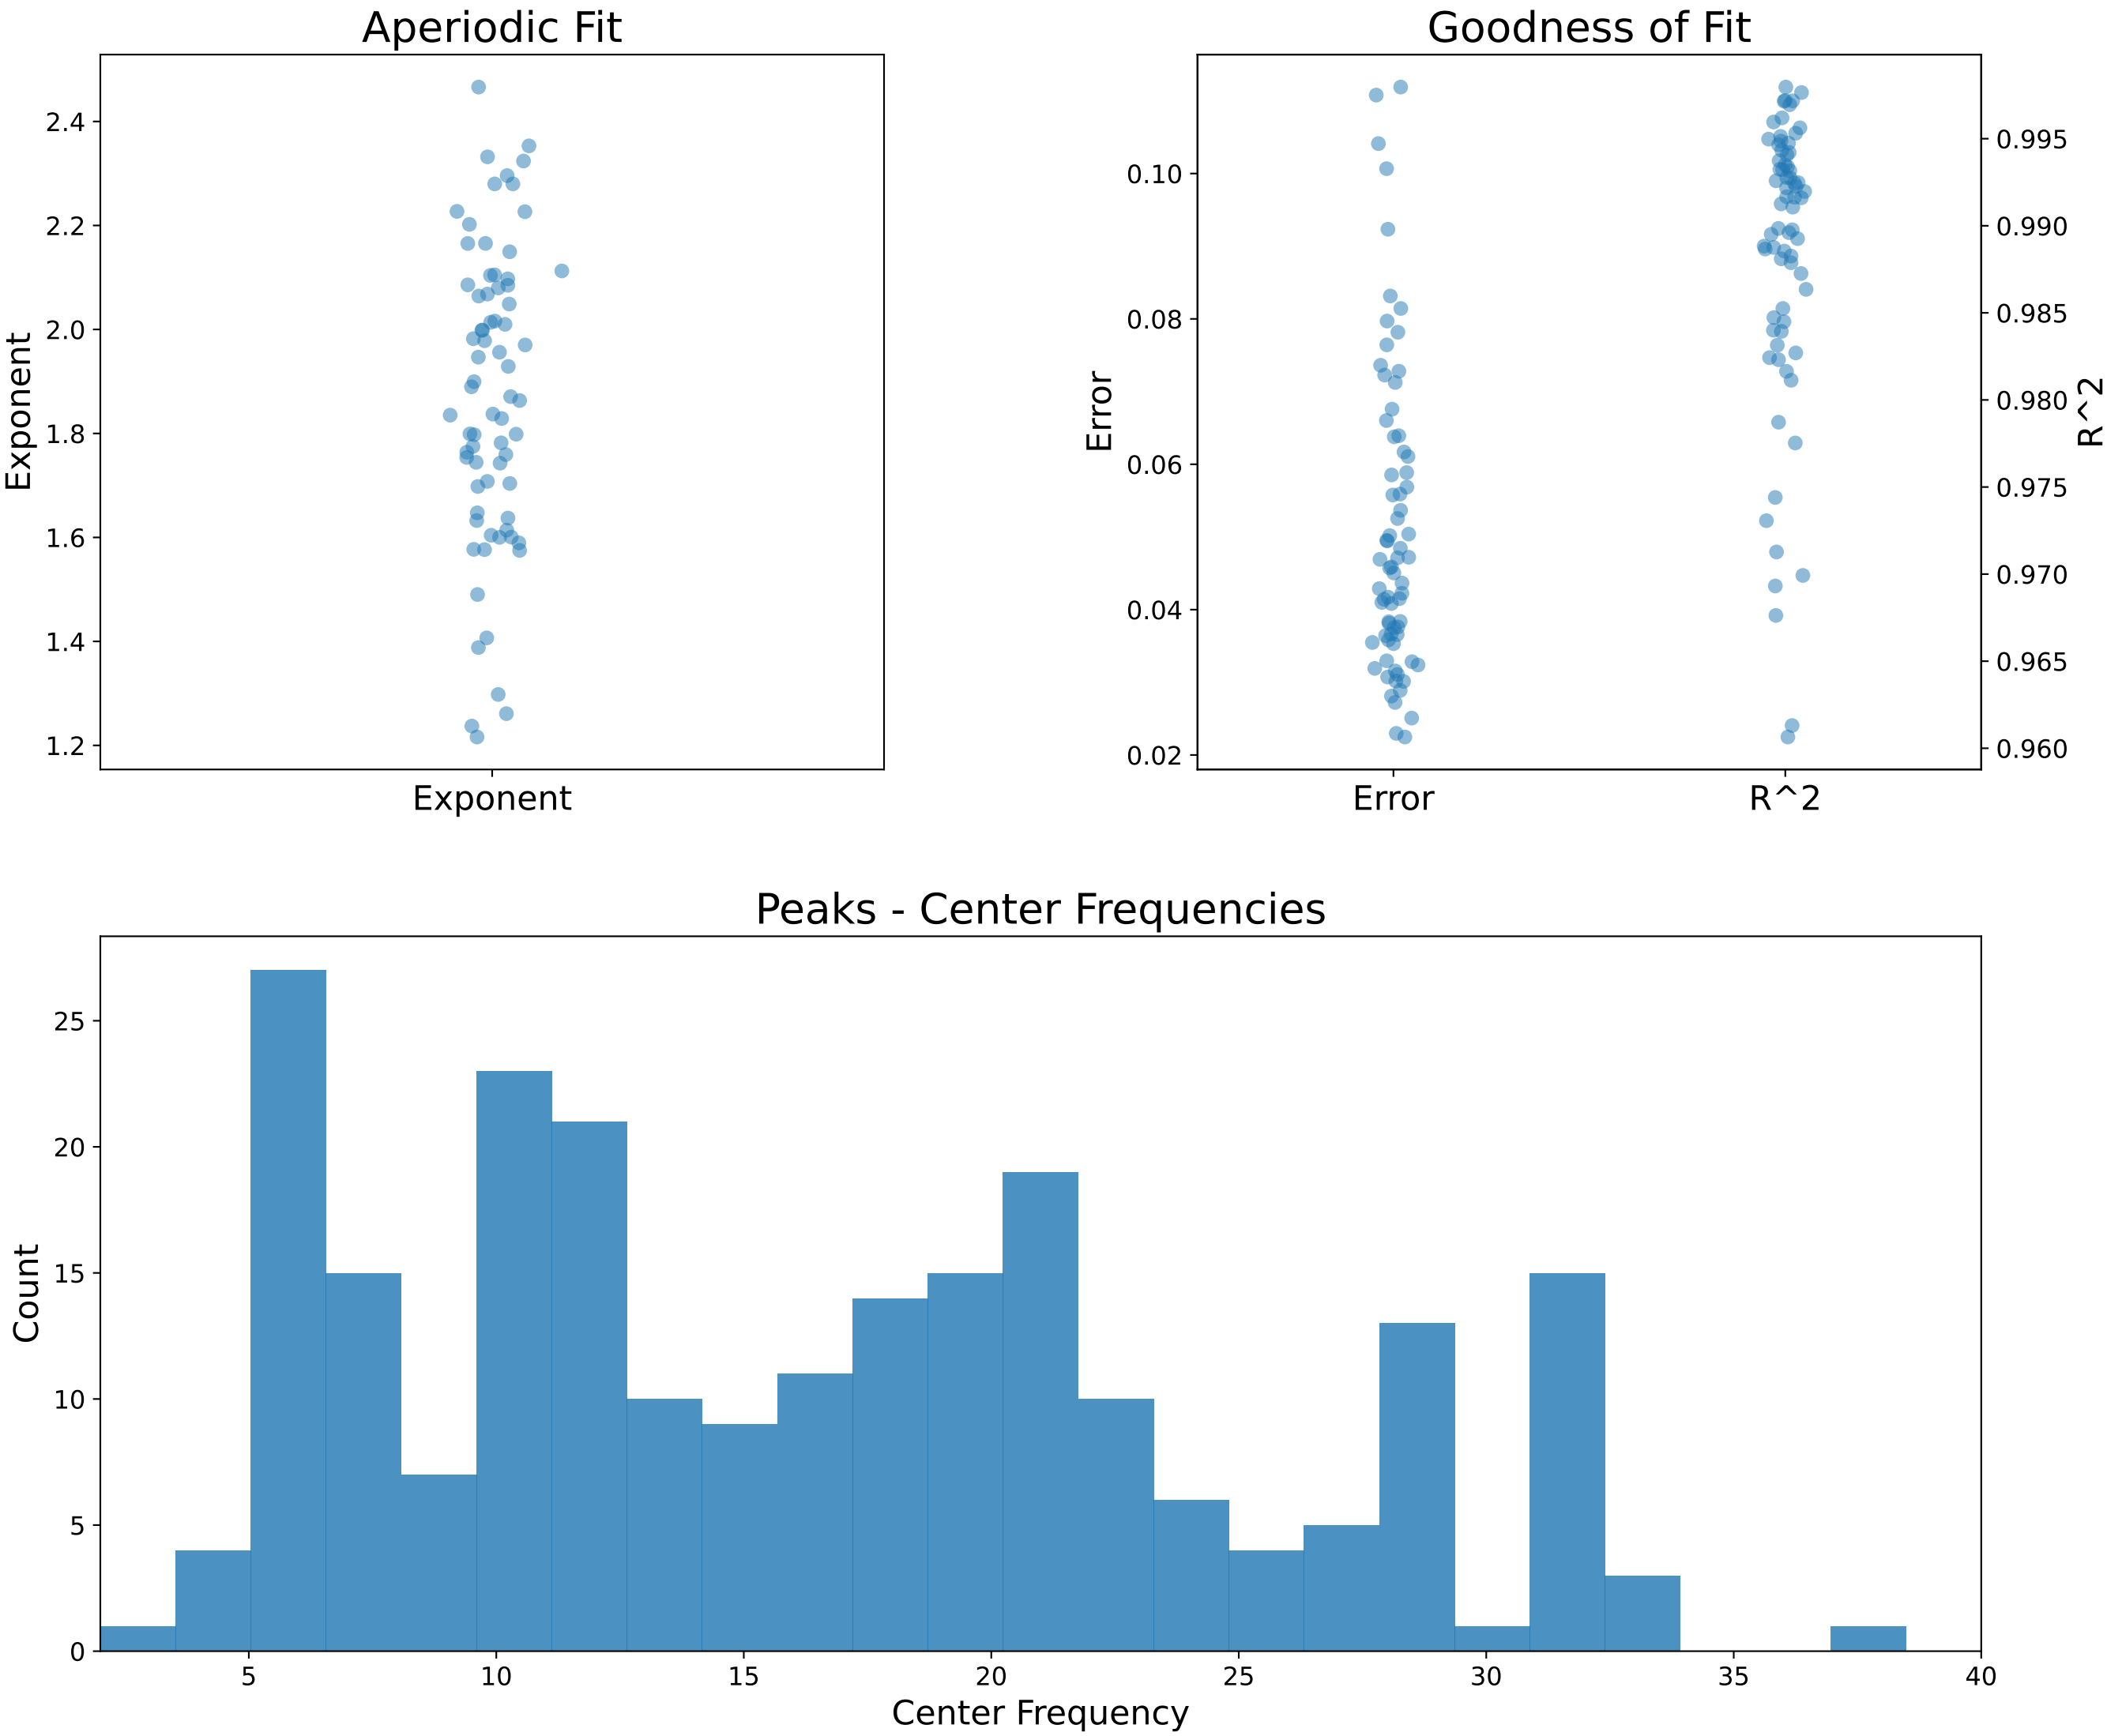 Aperiodic Fit
Exponent
2.4
2.2
2.0
1.8
1.6
1.4
1.2
Exponent
Goodness of Fit
Error
0.10
0.08
0.06
0.04
0.02
Error
R^2
0.995
0.990
0.985
0.980
0.975
0.970
0.965
0.960
R^2
Peaks - Center Frequencies
Count
25
20
15
10
5
0
5 10 15 20 25 30 35 40
Center Frequency